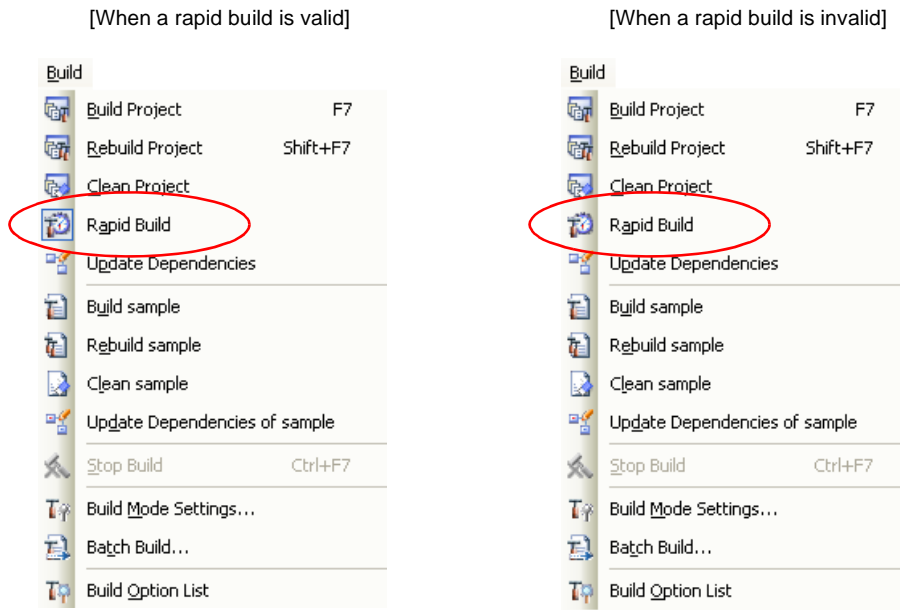 [When a rapid build is valid]
Build
Build Project F7
Rebuild Project Shift+F7
Clean Project
Rapid Build
Update Dependencies
Build sample
Rebuild sample
Clean sample
Update Dependencies of sample
Stop Build Ctrl+F7
Build Mode Settings...
Batch Build...
Build Option List
[When a rapid build is invalid]
Build
Build Project F7
Rebuild Project Shift+F7
Clean Project
Rapid Build
Update Dependencies
Build sample
Rebuild sample
Clean sample
Update Dependencies of sample
Stop Build Ctrl+F7
Build Mode Settings...
Batch Build...
Build Option List